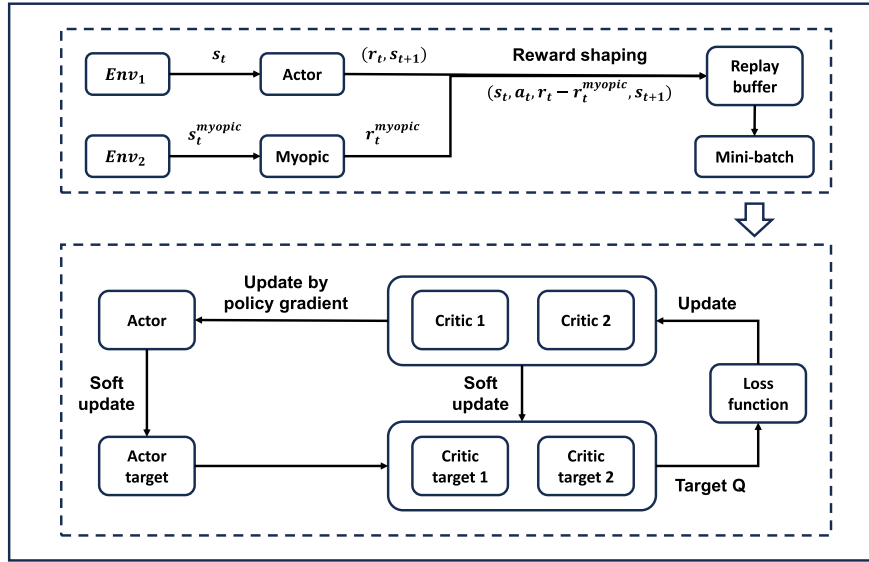 Env₁
s_t
Actor
(r_t, s_{t+1})
Reward shaping
Replay
buffer
(s_t, a_t, r_t − r_t^{myopic}, s_{t+1})
Env₂
s_t^{myopic}
Myopic
r_t^{myopic}
Mini-batch
Update by
policy gradient
Actor
Critic 1
Critic 2
Update
Soft
update
Soft
update
Loss
function
Actor
target
Critic
target 1
Critic
target 2
Target Q